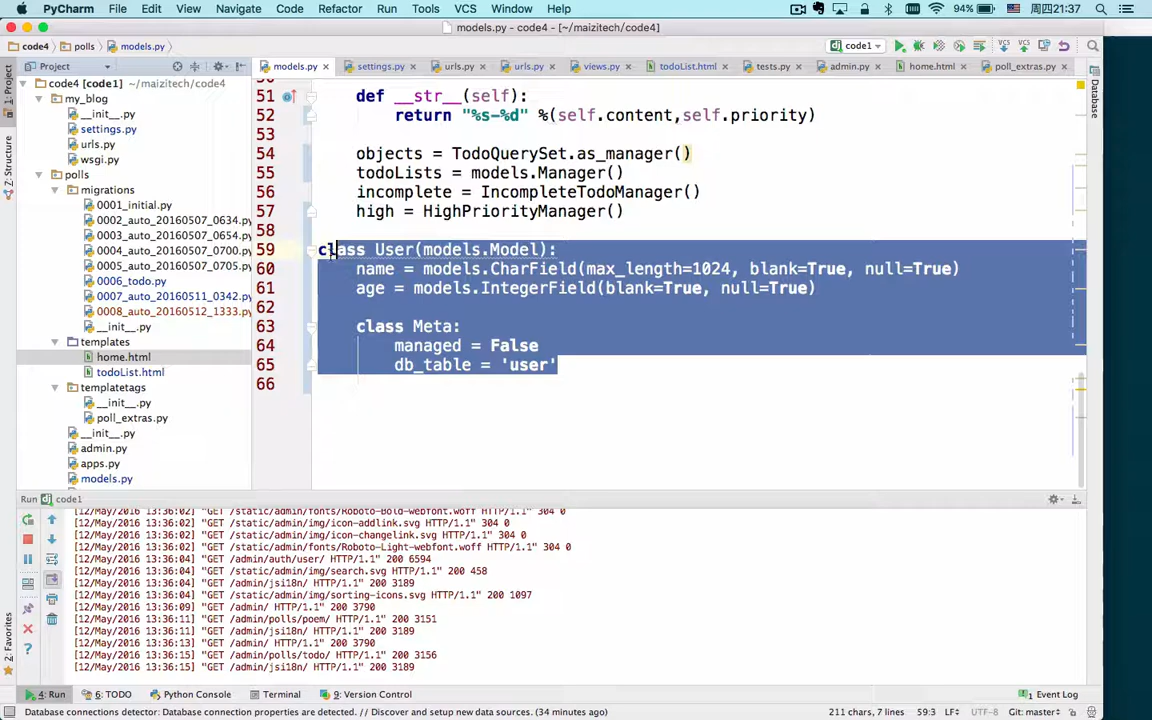 PyCharm File Edit View Navigate Code Refactor Run Tools VCS Window Help 94% 周四21:37
models.py - code4 - [~/maizitech/code4]
code4 polls models.py code1
Project models.py settings.py urls.py urls.py views.py todoList.html tests.py admin.py home.html poll_extras.py
1: Project
7: Structure
2: Favorites
Database
code4 [code1] ~/maizitech/code4
my_blog
__init__.py
settings.py
urls.py
wsgi.py
polls
migrations
0001_initial.py
0002_auto_20160507_0634.py
0003_auto_20160507_0654.py
0004_auto_20160507_0700.py
0005_auto_20160507_0705.py
0006_todo.py
0007_auto_20160511_0342.py
0008_auto_20160512_1333.py
__init__.py
templates
home.html
todoList.html
templatetags
__init__.py
poll_extras.py
__init__.py
admin.py
apps.py
models.py
51 def __str__(self):
52 return "%s-%d" %(self.content,self.priority)
53
54 objects = TodoQuerySet.as_manager()
55 todoLists = models.Manager()
56 incomplete = IncompleteTodoManager()
57 high = HighPriorityManager()
58
59 class User(models.Model):
60 name = models.CharField(max_length=1024, blank=True, null=True)
61 age = models.IntegerField(blank=True, null=True)
62
63 class Meta:
64 managed = False
65 db_table = 'user'
66
Run code1
[12/May/2016 13:36:02] "GET /static/admin/fonts/Roboto-Bold-webfont.woff HTTP/1.1" 304 0
[12/May/2016 13:36:02] "GET /static/admin/img/icon-addlink.svg HTTP/1.1" 304 0
[12/May/2016 13:36:02] "GET /static/admin/img/icon-changelink.svg HTTP/1.1" 304 0
[12/May/2016 13:36:02] "GET /static/admin/fonts/Roboto-Light-webfont.woff HTTP/1.1" 304 0
[12/May/2016 13:36:04] "GET /admin/auth/user/ HTTP/1.1" 200 6594
[12/May/2016 13:36:04] "GET /static/admin/img/search.svg HTTP/1.1" 200 458
[12/May/2016 13:36:04] "GET /admin/jsi18n/ HTTP/1.1" 200 3189
[12/May/2016 13:36:04] "GET /static/admin/img/sorting-icons.svg HTTP/1.1" 200 1097
[12/May/2016 13:36:09] "GET /admin/ HTTP/1.1" 200 3790
[12/May/2016 13:36:11] "GET /admin/polls/poem/ HTTP/1.1" 200 3151
[12/May/2016 13:36:11] "GET /admin/jsi18n/ HTTP/1.1" 200 3189
[12/May/2016 13:36:13] "GET /admin/ HTTP/1.1" 200 3790
[12/May/2016 13:36:15] "GET /admin/polls/todo/ HTTP/1.1" 200 3156
[12/May/2016 13:36:15] "GET /admin/jsi18n/ HTTP/1.1" 200 3189
4: Run 6: TODO Python Console Terminal 9: Version Control 1 Event Log
Database connections detector: Database connection properties are detected. // Discover and setup new data sources. (34 minutes ago) 211 chars, 7 lines 59:3 LF÷ UTF-8 Git: master÷